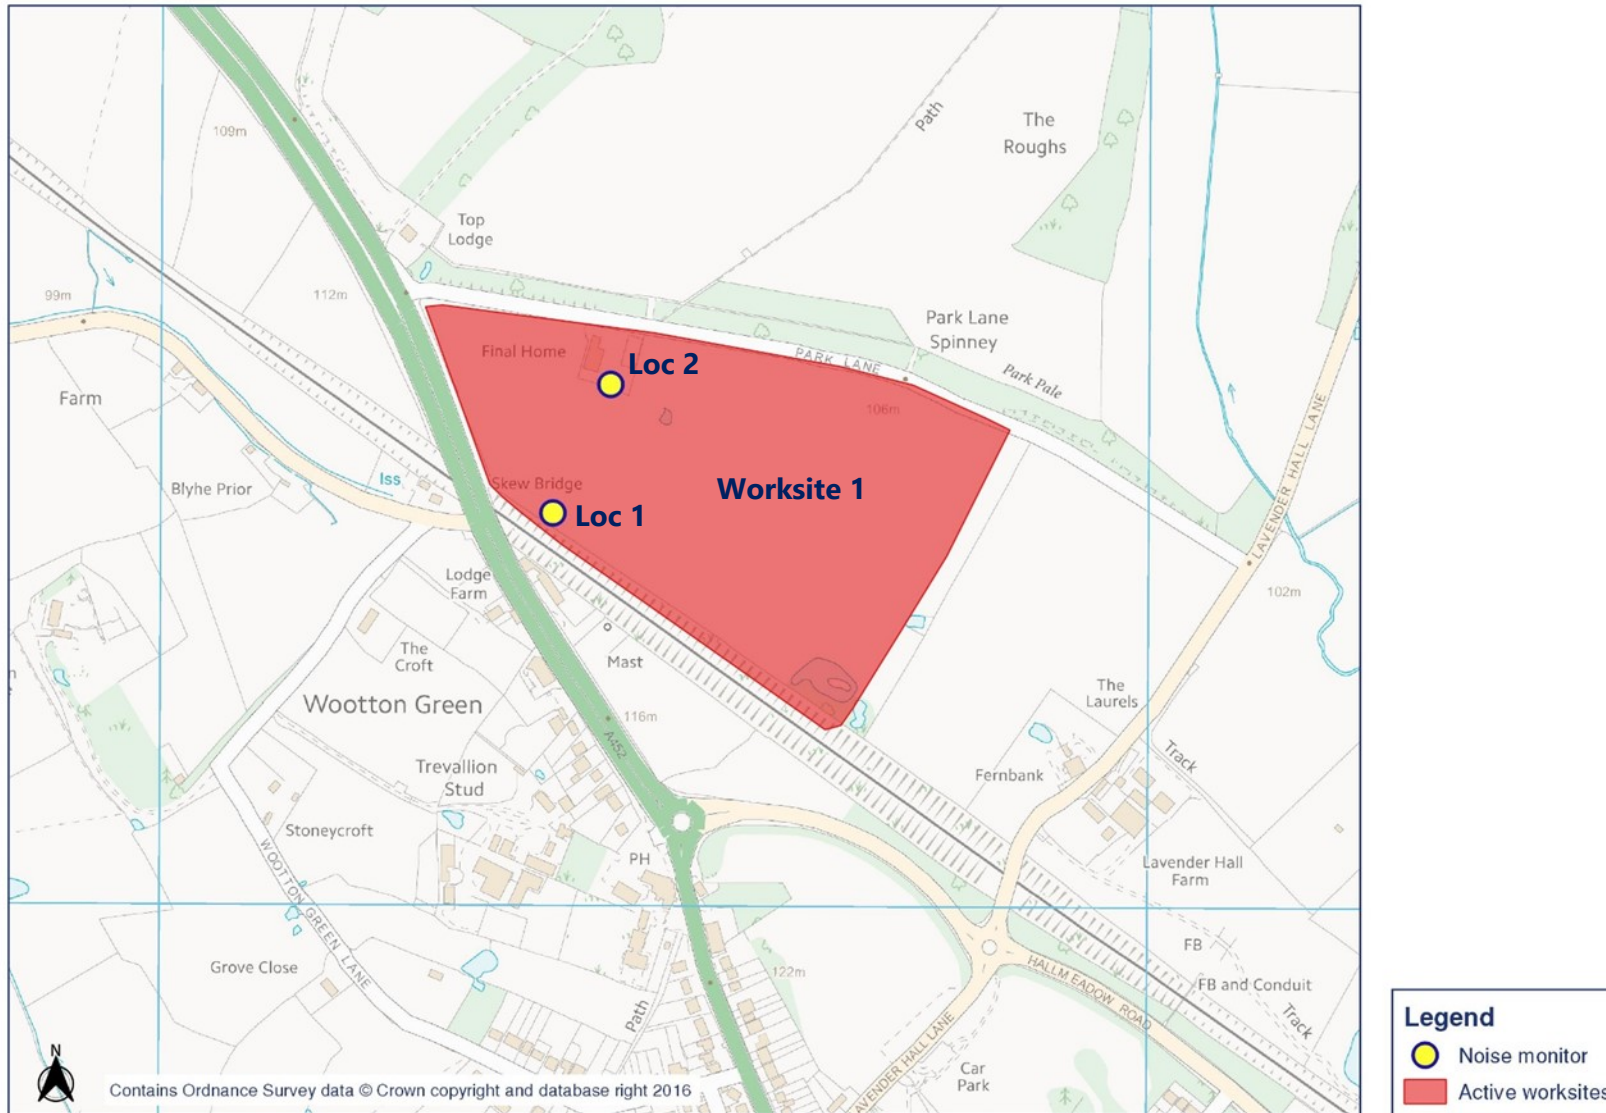 109m
Path
The
Roughs
Top
Lodge
99m
112m
Park Lane
Spinney
Final Home
Loc 2
PARK LANE
Park Pale
106m
Farm
Skew Bridge
Worksite 1
Iss
Blyhe Prior
Loc 1
LAVENDER HALL LANE
Lodge
Farm
102m
The
Croft
Mast
Wootton Green
116m
The
Laurels
A452
Trevallion
Stud
Track
Fernbank
Stoneycroft
PH
Lavender Hall
Farm
WOOTTON GREEN LANE
FB
Grove Close
122m
HALLM EADOW ROAD
FB and Conduit
Path
Track
AVENDER HALL LANE
Car
Park
N
Contains Ordnance Survey data © Crown copyright and database right 2016
Legend
Noise monitor
Active worksites